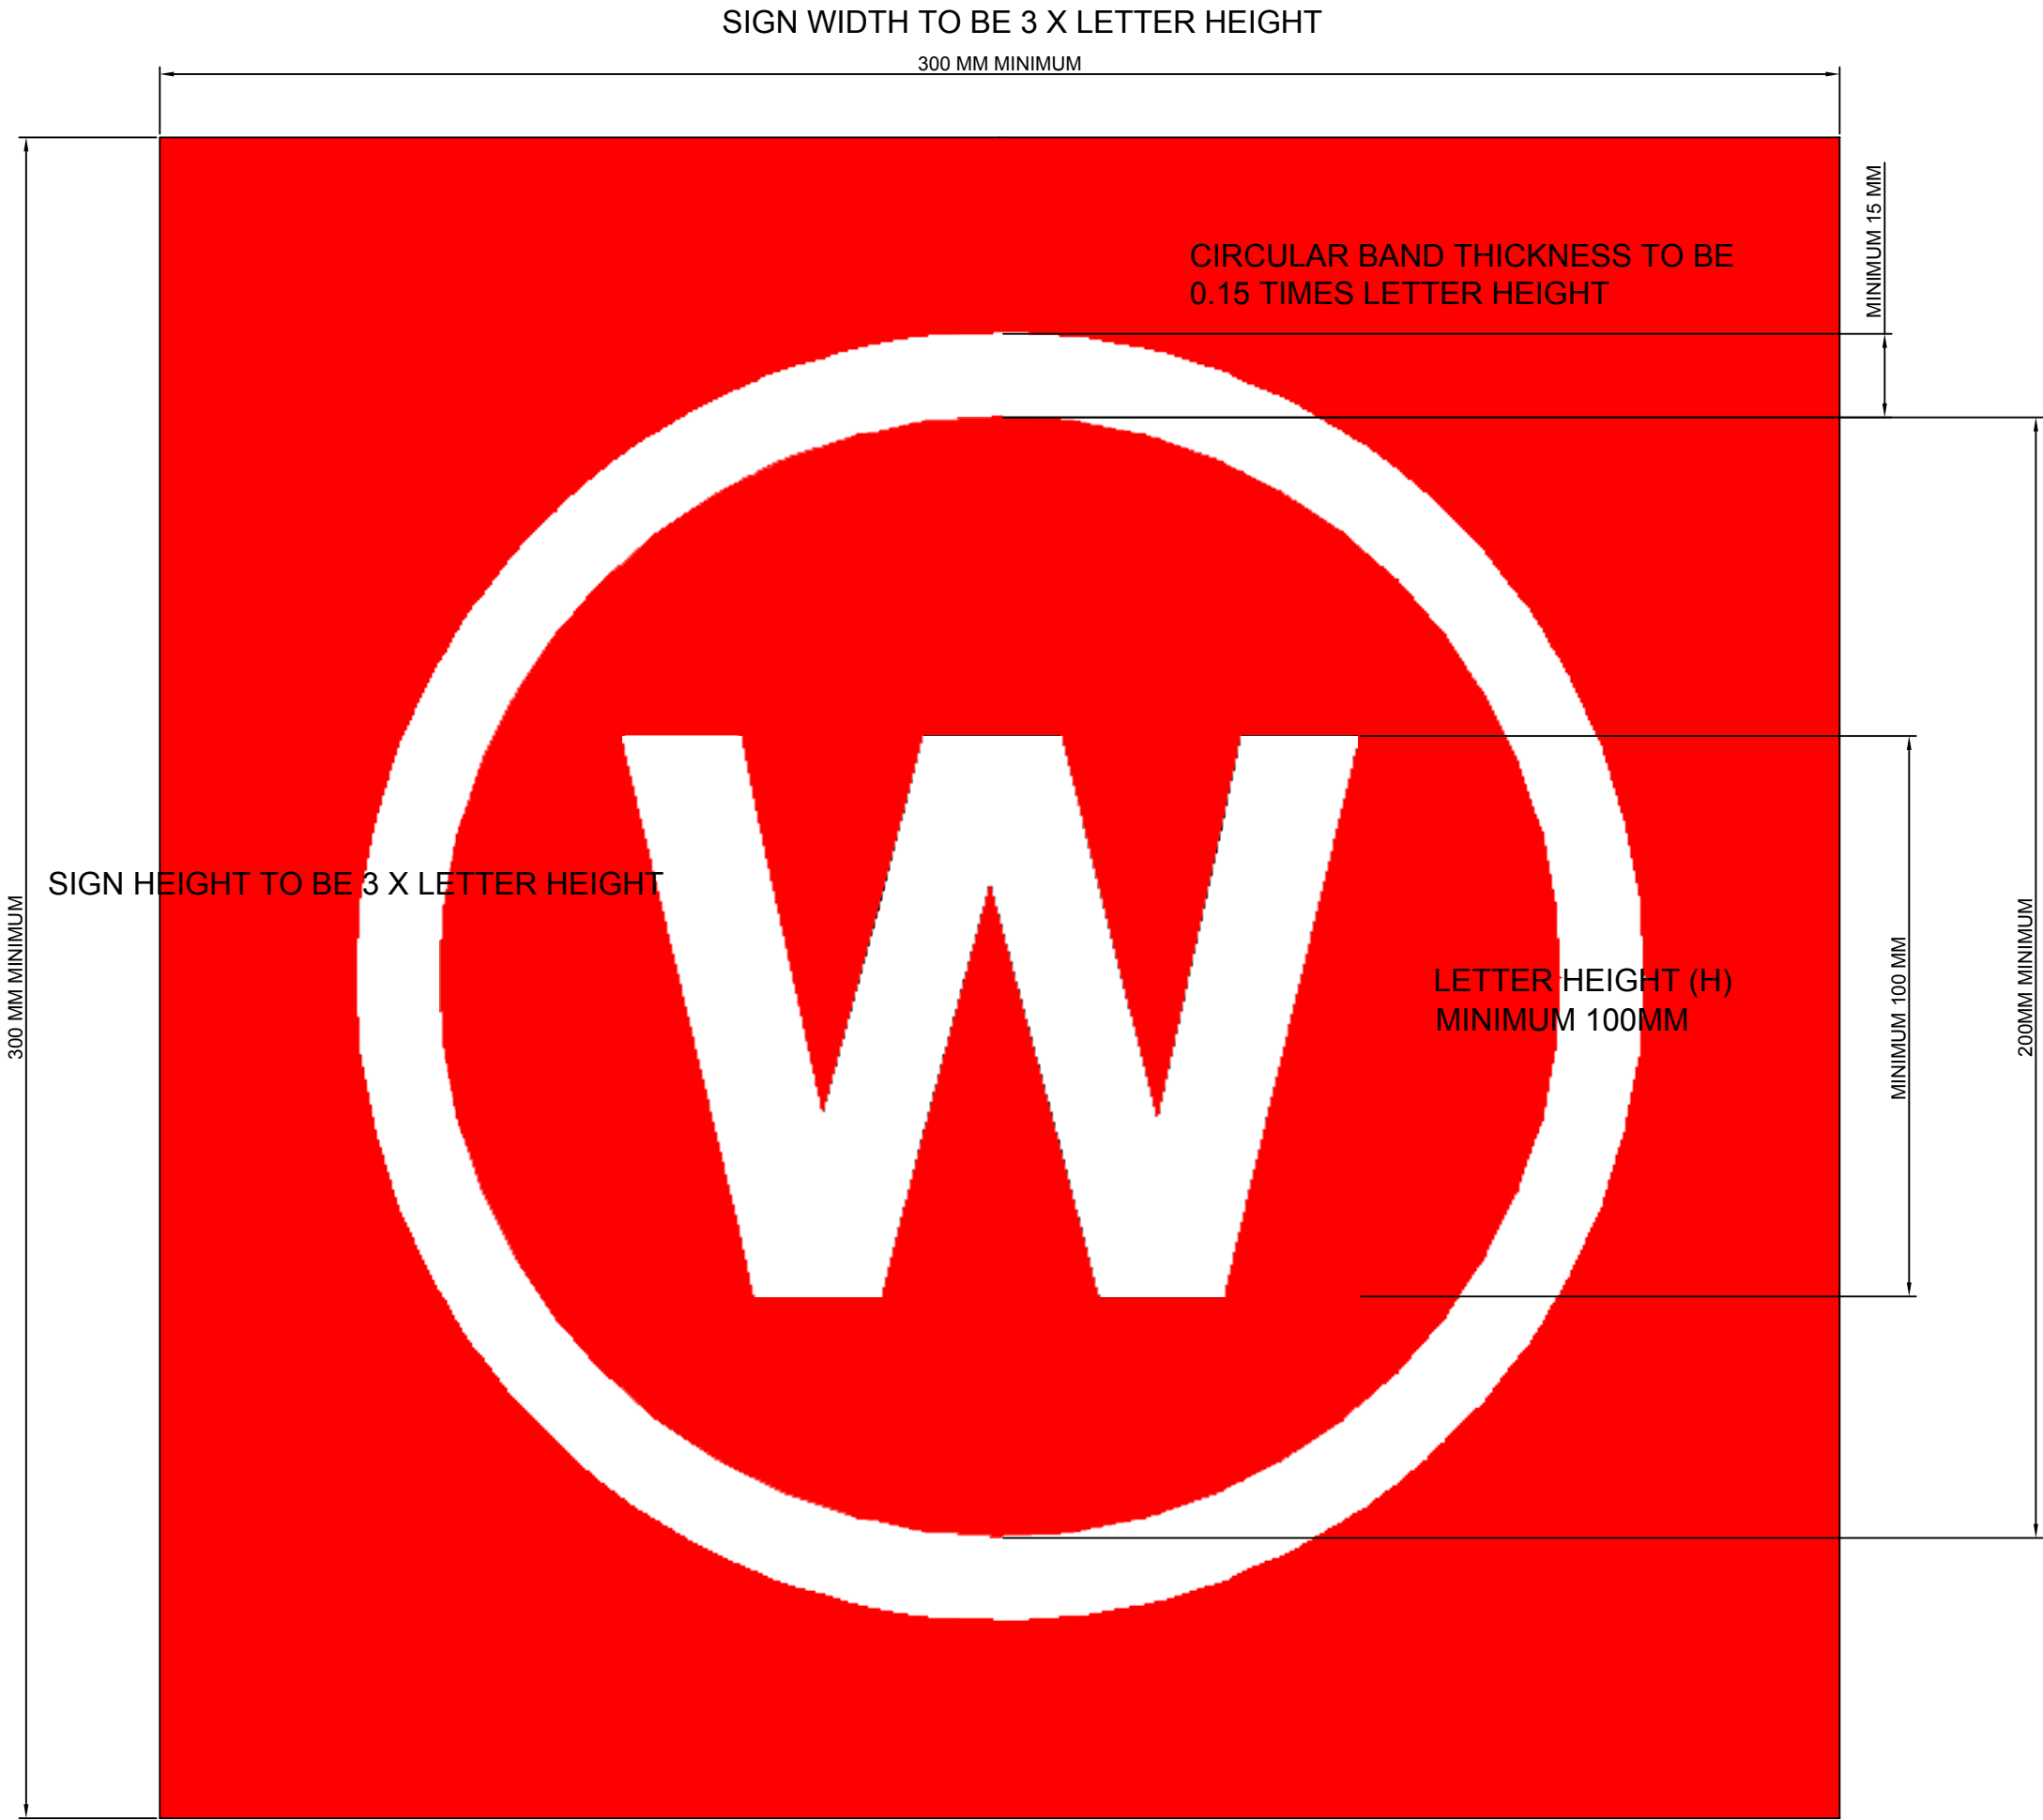 SIGN WIDTH TO BE 3 X LETTER HEIGHT
300 MM MINIMUM
MINIMUM 15 MM
CIRCULAR BAND THICKNESS TO BE
0.15 TIMES LETTER HEIGHT
W
SIGN HEIGHT TO BE 3 X LETTER HEIGHT
300 MM MINIMUM
LETTER HEIGHT (H)
MINIMUM 100MM
MINIMUM 100 MM
200MM MINIMUM